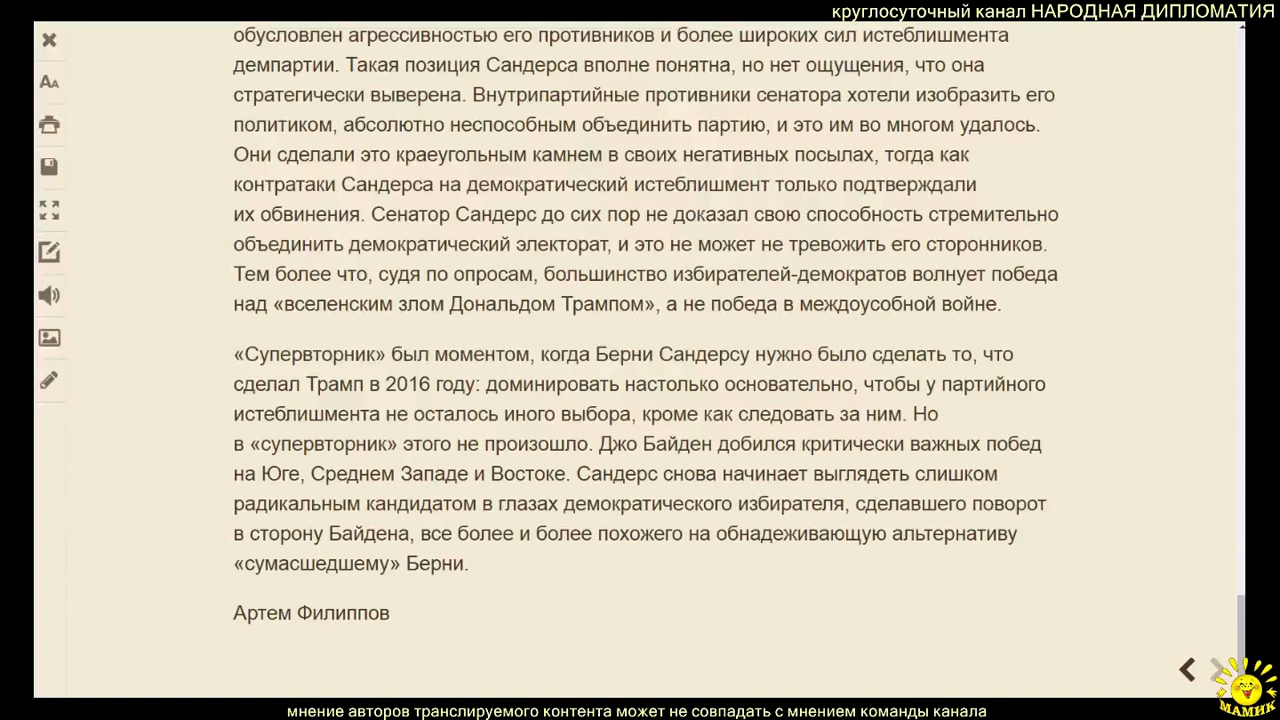 круглосуточный канал НАРОДНАЯ ДИПЛОМАТИЯ
обусловлен агрессивностью его противников и более широких сил истеблишмента
демпартии. Такая позиция Сандерса вполне понятна, но нет ощущения, что она
стратегически выверена. Внутрипартийные противники сенатора хотели изобразить его
политиком, абсолютно неспособным объединить партию, и это им во многом удалось.
Они сделали это краеугольным камнем в своих негативных посылах, тогда как
контратаки Сандерса на демократический истеблишмент только подтверждали
их обвинения. Сенатор Сандерс до сих пор не доказал свою способность стремительно
объединить демократический электорат, и это не может не тревожить его сторонников.
Тем более что, судя по опросам, большинство избирателей-демократов волнует победа
над «вселенским злом Дональдом Трампом», а не победа в междоусобной войне.
«Супервторник» был моментом, когда Берни Сандерсу нужно было сделать то, что
сделал Трамп в 2016 году: доминировать настолько основательно, чтобы у партийного
истеблишмента не осталось иного выбора, кроме как следовать за ним. Но
в «супервторник» этого не произошло. Джо Байден добился критически важных побед
на Юге, Среднем Западе и Востоке. Сандерс снова начинает выглядеть слишком
радикальным кандидатом в глазах демократического избирателя, сделавшего поворот
в сторону Байдена, все более и более похожего на обнадеживающую альтернативу
«сумасшедшему» Берни.
Артем Филиппов
МАМИК
мнение авторов транслируемого контента может не совпадать с мнением команды канала